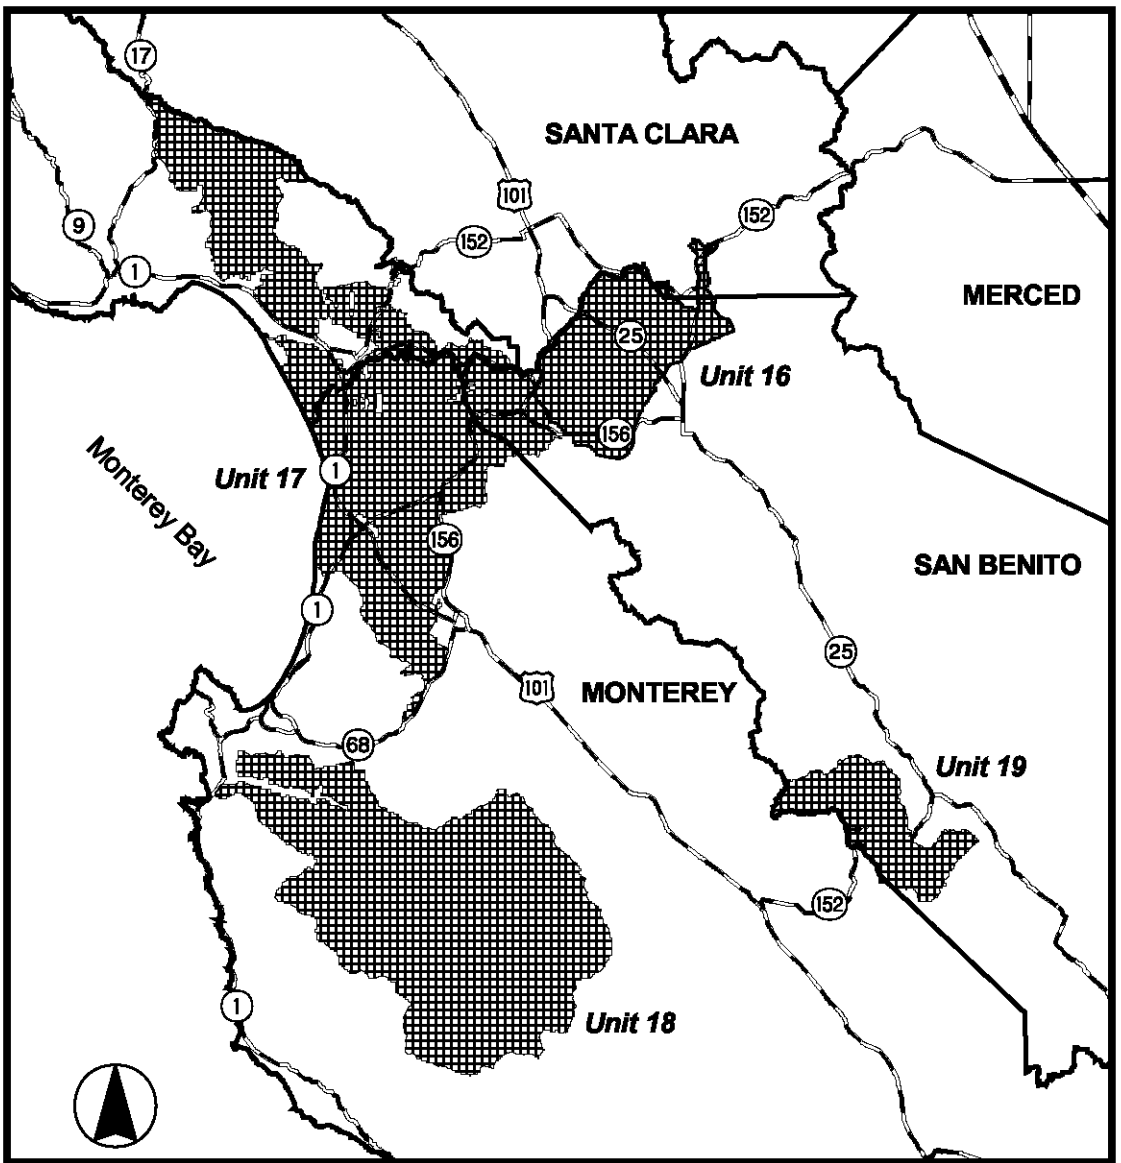 17
SANTA CLARA
101
9
152
152
1
MERCED
25
Unit 16
156
Unit 17
1
Monterey Bay
156
SAN BENITO
1
25
101
MONTEREY
68
Unit 19
152
1
Unit 18